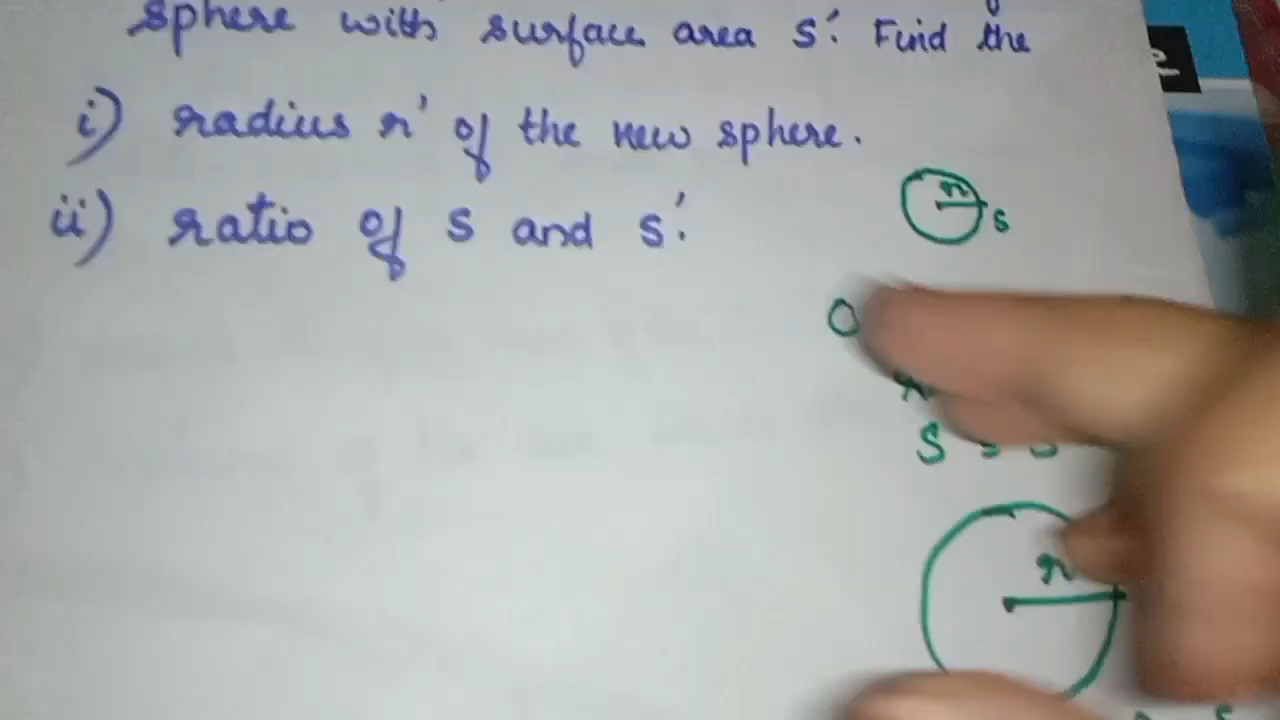 sphere with surface area S'. Find the
i) radius r' of the new sphere.
ii) ratio of S and S'.
r
S
S S S
r